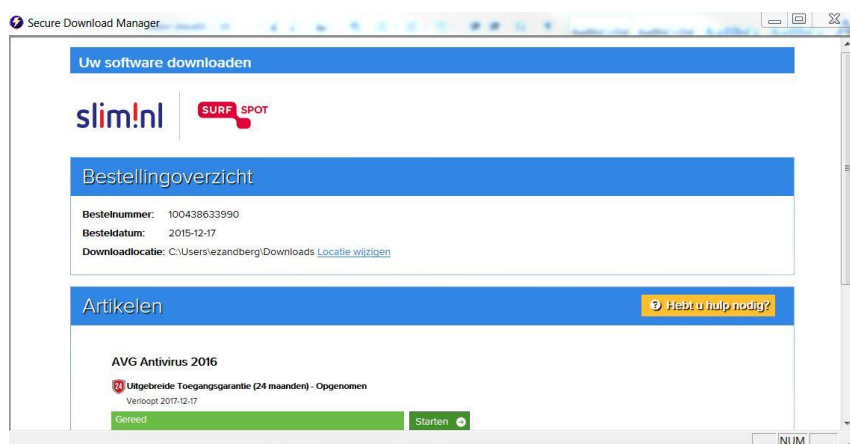 Secure Download Manager
Uw software downloaden
slim!nl
SURF SPOT
Bestellingoverzicht
Bestelnummer: 100438633990
Besteldatum: 2015-12-17
Downloadlocatie: C:\Users\ezandberg\Downloads Locatie wijzigen
Artikelen
Hebt u hulp nodig?
AVG Antivirus 2016
24 Uitgebreide Toegangsgarantie (24 maanden) - Opgenomen
Verloopt 2017-12-17
Gereed
Starten
NUM